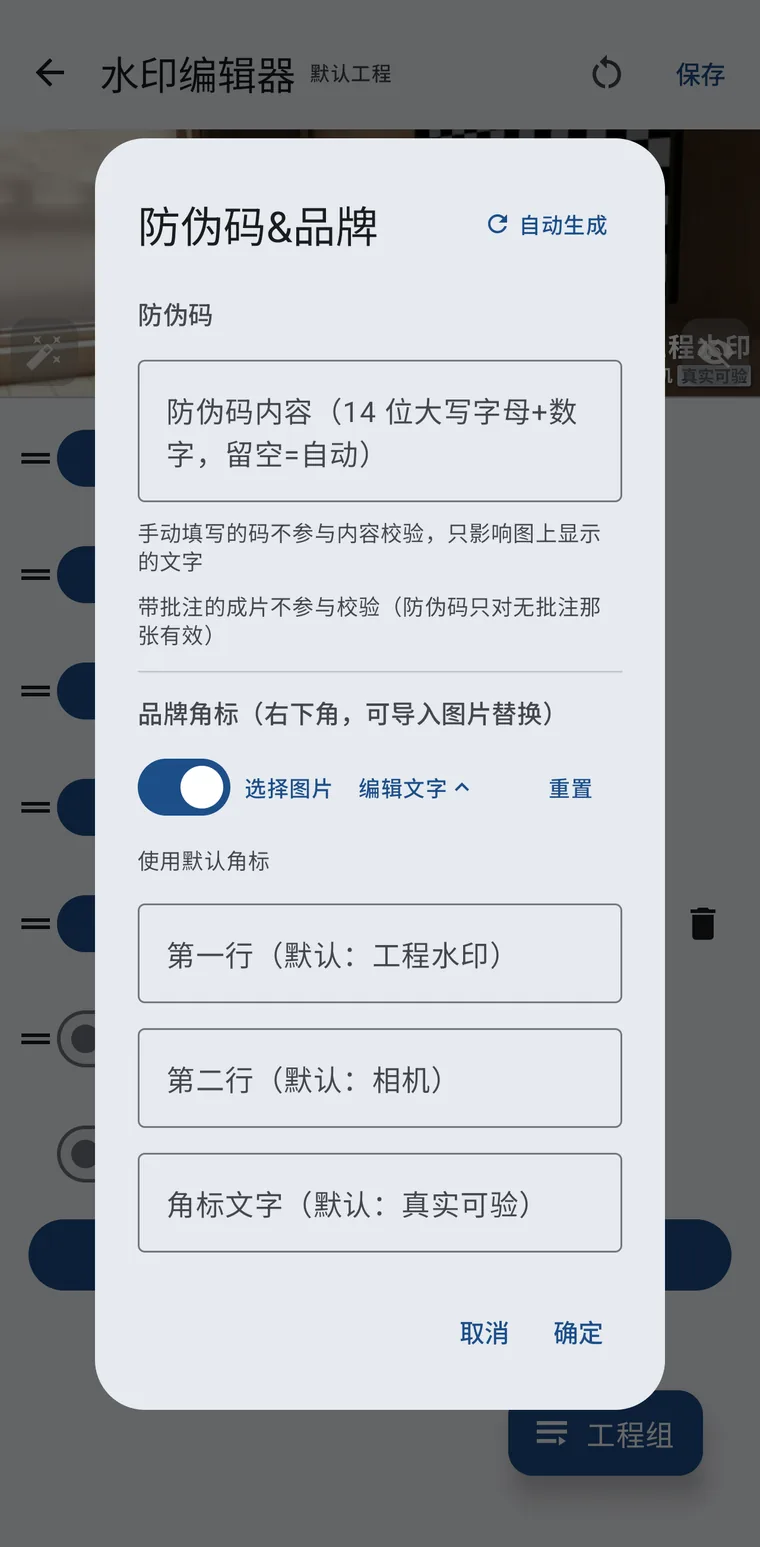 水印编辑器 默认工程 保存
防伪码&品牌 自动生成
防伪码
防伪码内容（14 位大写字母+数
字，留空=自动）
手动填写的码不参与内容校验，只影响图上显示
的文字
带批注的成片不参与校验（防伪码只对无批注那
张有效）
品牌角标（右下角，可导入图片替换）
选择图片 编辑文字 重置
使用默认角标
第一行（默认：工程水印）
第二行（默认：相机）
角标文字（默认：真实可验）
取消 确定
程水印
真实可验
工程组